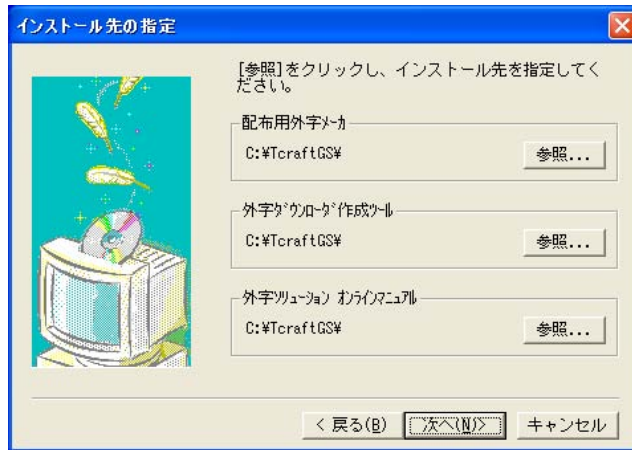 インストール先の指定
[参照]をクリックし、インストール先を指定してく
ださい。
配布用外字ﾒｰｶ
C:¥TcraftGS¥
参照...
外字ﾀﾞｳﾝﾛｰﾀﾞ作成ﾂｰﾙ
C:¥TcraftGS¥
参照...
外字ｿﾘｭｰｼｮﾝ ｵﾝﾗｲﾝﾏﾆｭｱﾙ
C:¥TcraftGS¥
参照...
< 戻る(B)
次へ(N)>
キャンセル